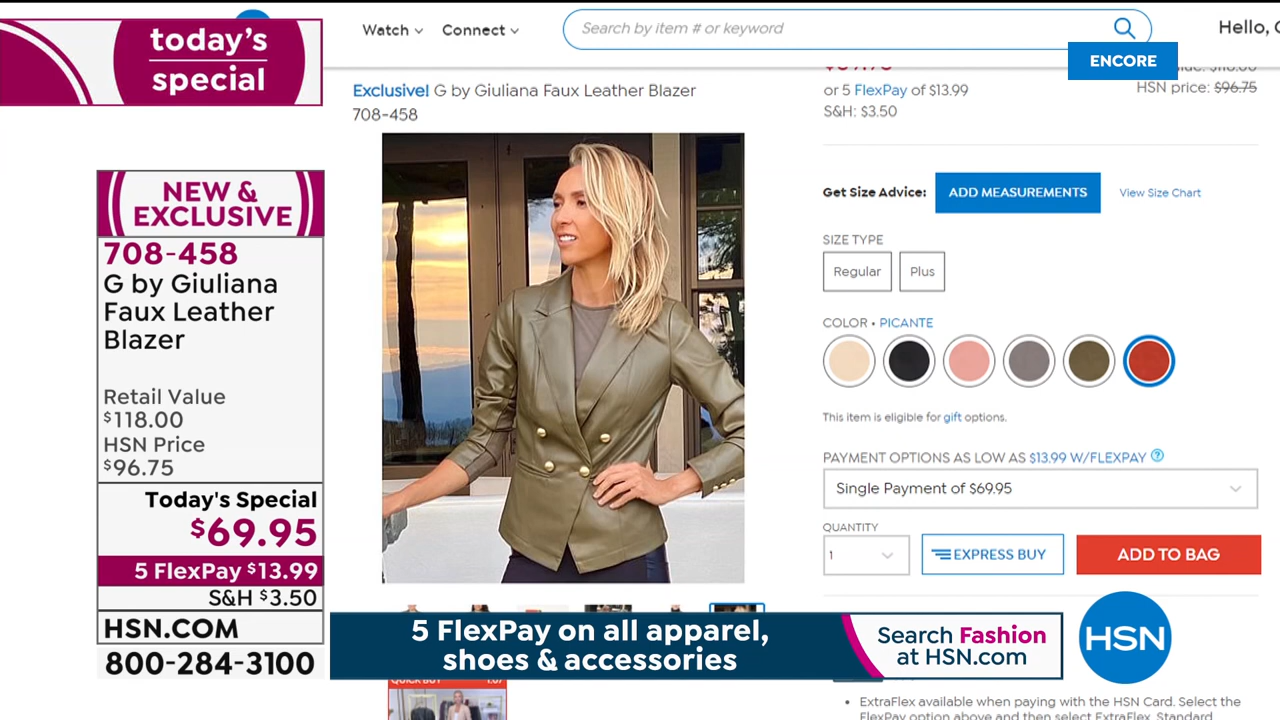 today's
special
Watch
Connect
Search by item # or keyword
Hello,
ENCORE
Exclusive! G by Giuliana Faux Leather Blazer
708-458
or 5 FlexPay of $13.99
S&H: $3.50
HSN price: $96.75
NEW &
EXCLUSIVE
708-458
G by Giuliana
Faux Leather
Blazer
Retail Value
$118.00
HSN Price
$96.75
Today's Special
$69.95
5 FlexPay $13.99
S&H $3.50
HSN.COM
800-284-3100
Get Size Advice:
ADD MEASUREMENTS
View Size Chart
SIZE TYPE
Regular
Plus
COLOR • PICANTE
This item is eligible for gift options.
PAYMENT OPTIONS AS LOW AS $13.99 W/FLEXPAY ?
Single Payment of $69.95
QUANTITY
1
EXPRESS BUY
ADD TO BAG
5 FlexPay on all apparel,
shoes & accessories
Search Fashion
at HSN.com
HSN
• ExtraFlex available when paying with the HSN Card. Select the
FlexPay option above and then select ExtraFlex. Standard